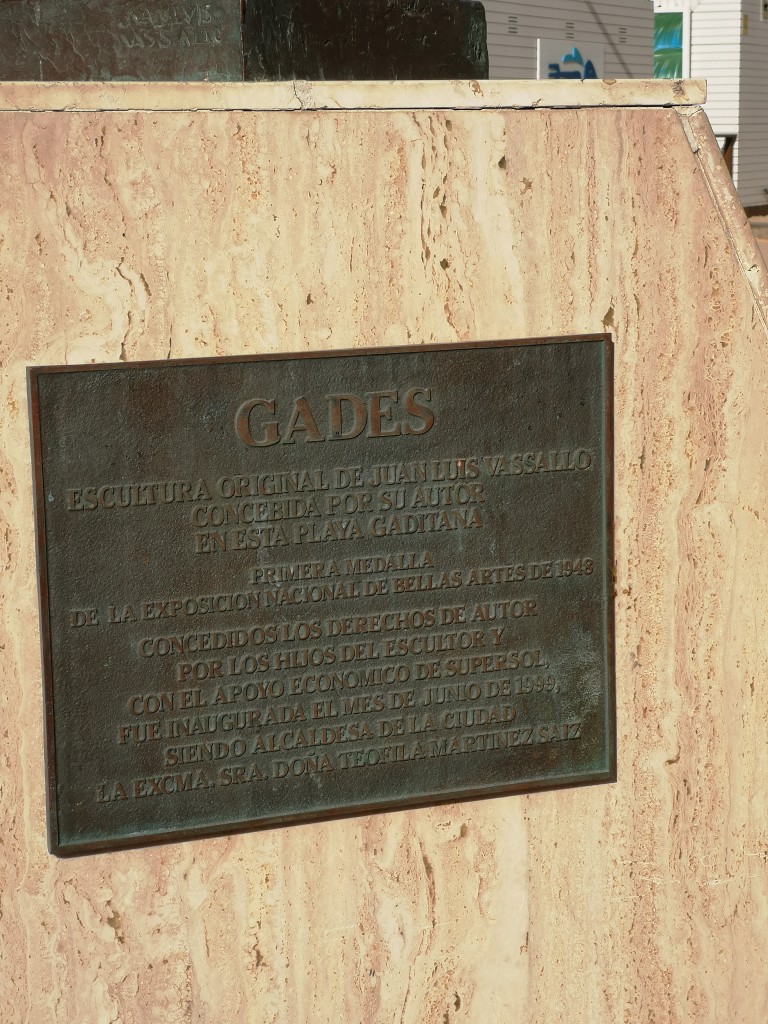 JUAN LUIS
VASSALLO
GADES
ESCULTURA ORIGINAL DE JUAN LUIS VASSALLO
CONCEBIDA POR SU AUTOR
EN ESTA PLAYA GADITANA
PRIMERA MEDALLA
DE LA EXPOSICION NACIONAL DE BELLAS ARTES DE 1948
CONCEDIDOS LOS DERECHOS DE AUTOR
POR LOS HIJOS DEL ESCULTOR Y
CON EL APOYO ECONOMICO DE SUPERSOL,
FUE INAUGURADA EL MES DE JUNIO DE 1999,
SIENDO ALCALDESA DE LA CIUDAD
LA EXCMA. SRA. DOÑA TEOFILA MARTINEZ SAIZ